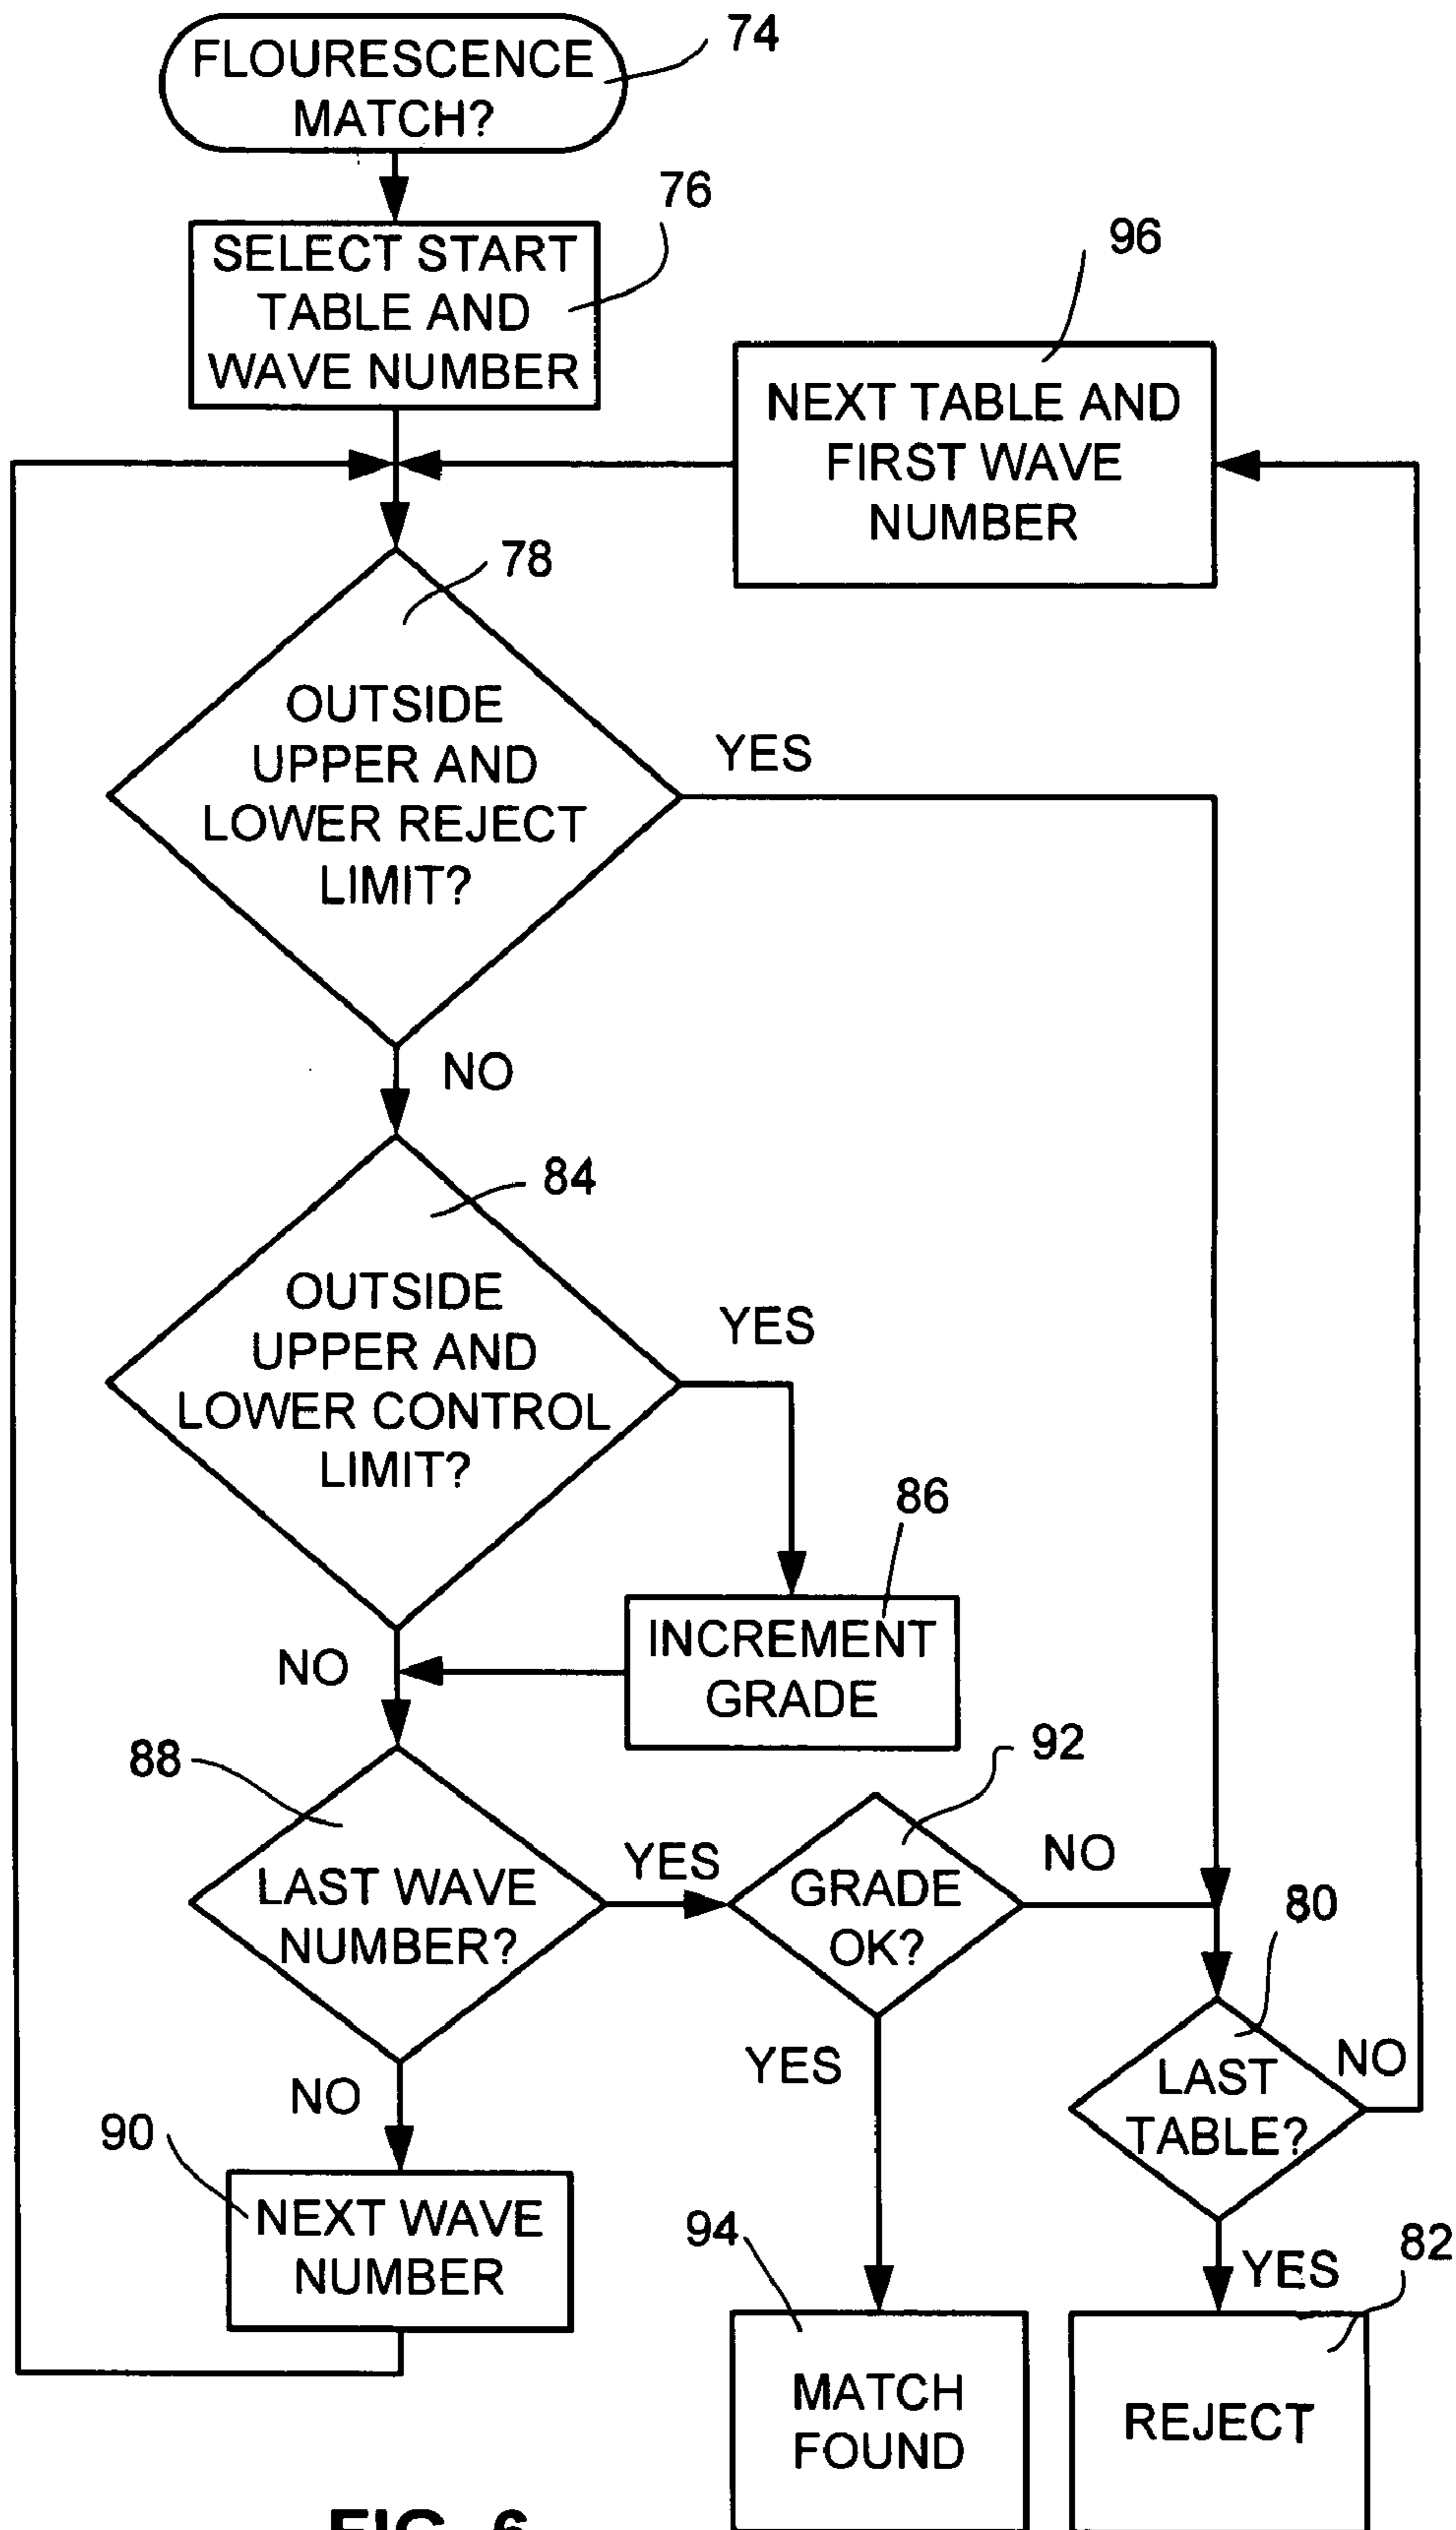 FLOURESCENCE
MATCH?
74
SELECT START
TABLE AND
WAVE NUMBER
76
NEXT TABLE AND
FIRST WAVE
NUMBER
96
78
OUTSIDE
UPPER AND
LOWER REJECT
LIMIT?
YES
NO
84
OUTSIDE
UPPER AND
LOWER CONTROL
LIMIT?
YES
86
INCREMENT
GRADE
NO
88
LAST WAVE
NUMBER?
YES
92
GRADE
OK?
NO
80
LAST
TABLE?
NO
YES
NO
90
NEXT WAVE
NUMBER
94
MATCH
FOUND
YES
82
REJECT
FIG. 6